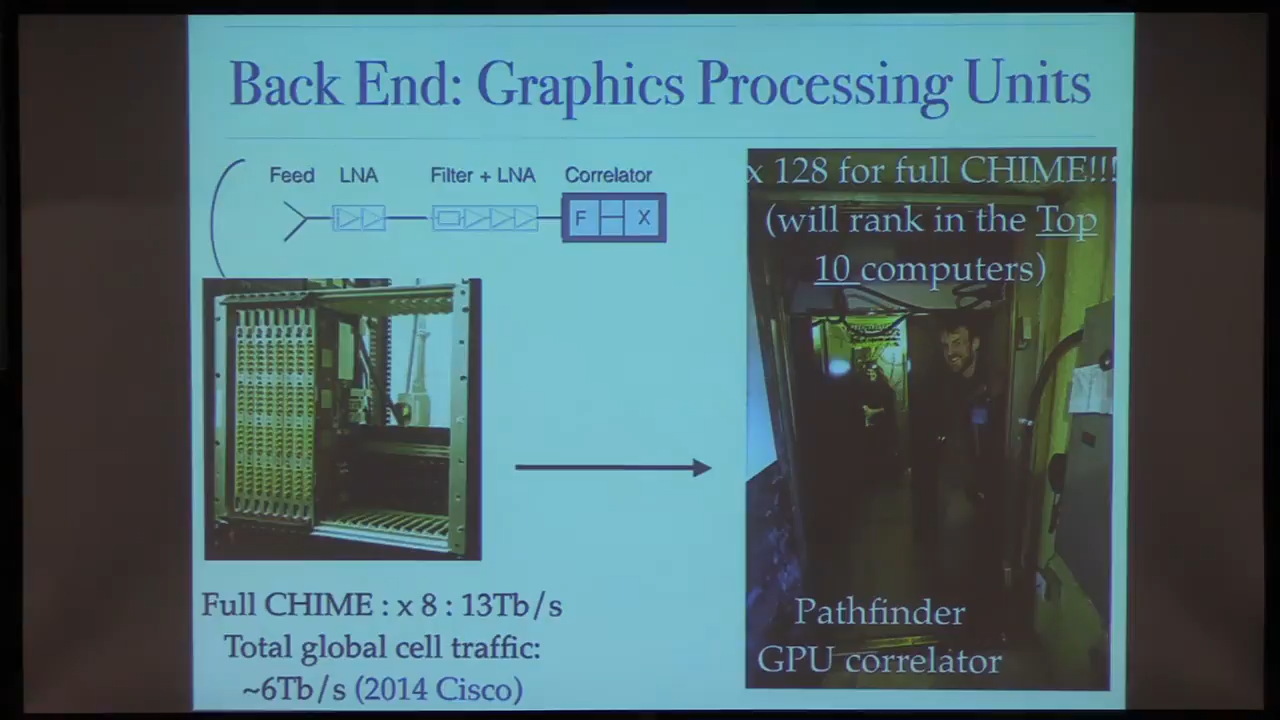 Back End: Graphics Processing Units
Feed LNA Filter + LNA Correlator
F X
x 128 for full CHIME!!!
(will rank in the Top
10 computers)
Full CHIME : x 8 : 13Tb/s
Total global cell traffic:
~6Tb/s (2014 Cisco)
Pathfinder
GPU correlator